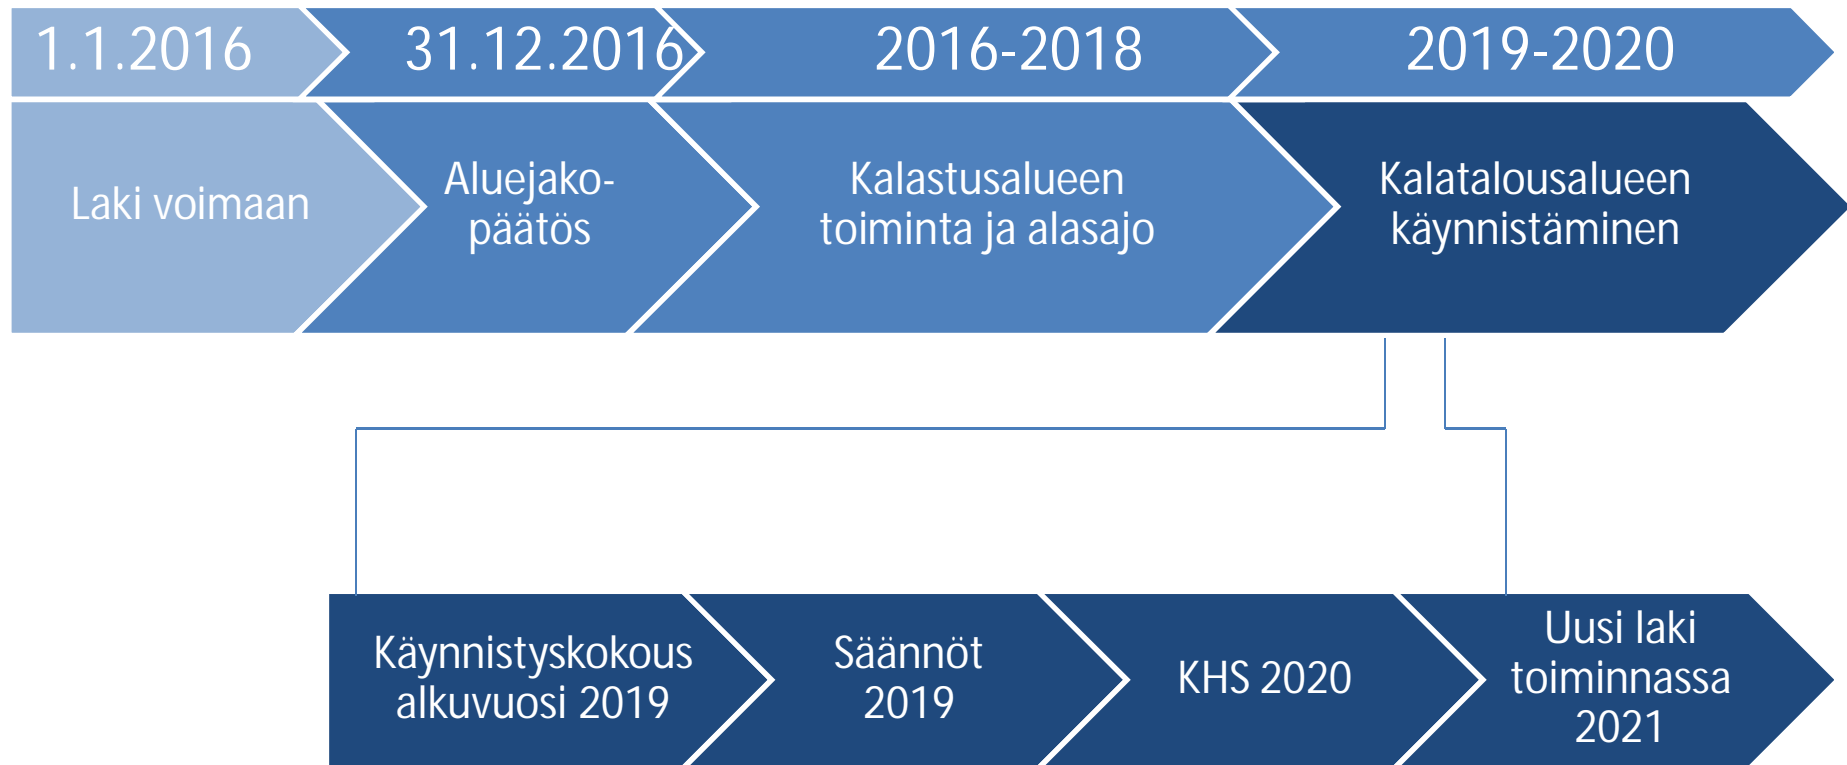 1.1.2016
31.12.2016
2016-2018
2019-2020
Laki voimaan
Aluejako-
päätös
Kalastusalueen
toiminta ja alasajo
Kalatalousalueen
käynnistäminen
Käynnistyskokous
alkuvuosi 2019
Säännöt
2019
KHS 2020
Uusi laki
toiminnassa
2021